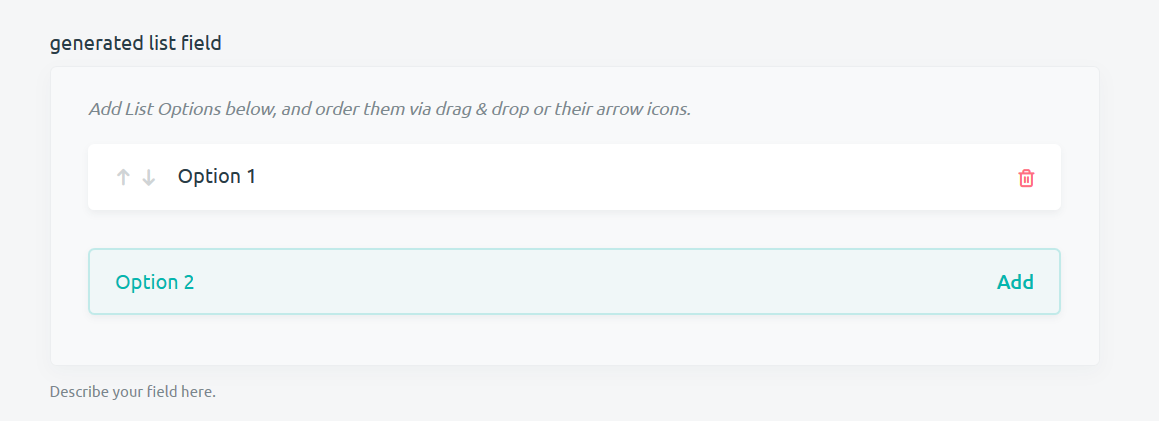 generated list field
Add List Options below, and order them via drag & drop or their arrow icons.
Option 1
Option 2 Add
Describe your field here.